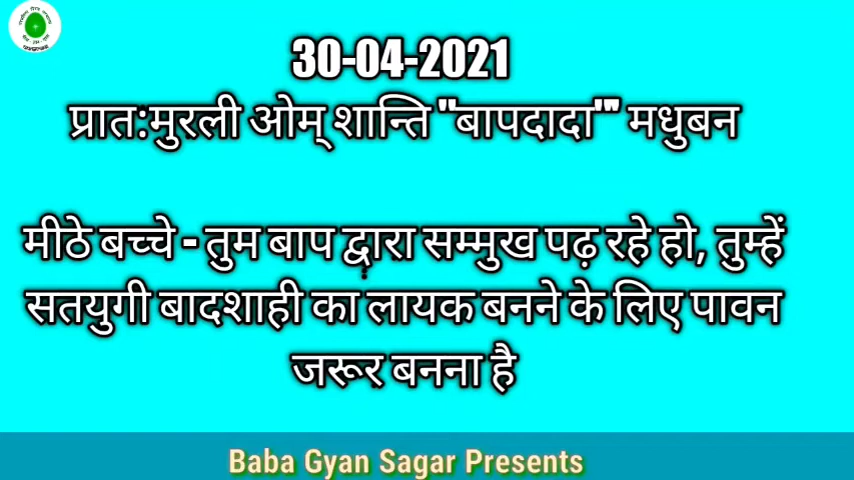 30-04-2021
प्रात:मुरली ओम् शान्ति "बापदादा'" मधुबन
मीठे बच्चे - तुम बाप द्वारा सम्मुख पढ़ रहे हो, तुम्हें
सतयुगी बादशाही का लायक बनने के लिए पावन
जरूर बनना है
Baba Gyan Sagar Presents